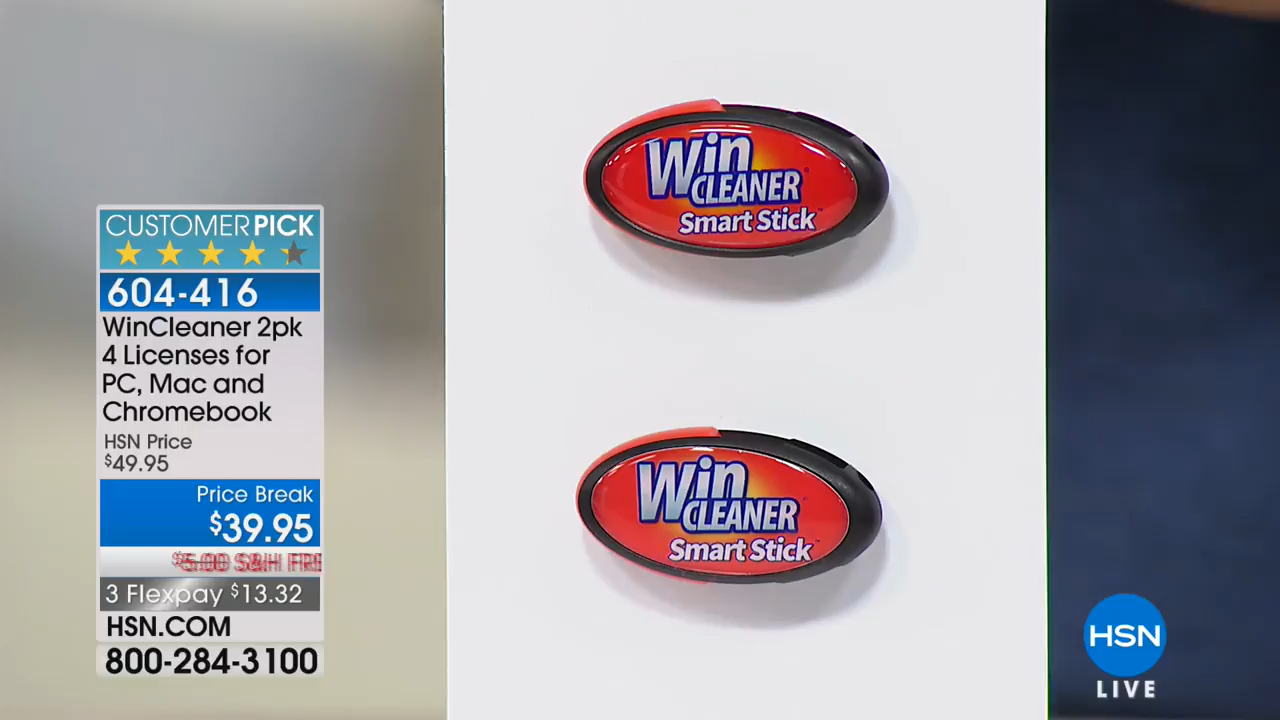 CUSTOMER PICK
604-416
WinCleaner 2pk
4 Licenses for
PC, Mac and
Chromebook
HSN Price
$49.95
Price Break
$39.95
3 Flexpay $13.32
HSN.COM
800-284-3100
Win
CLEANER
Smart Stick™
Win
CLEANER
Smart Stick™
HSN
LIVE